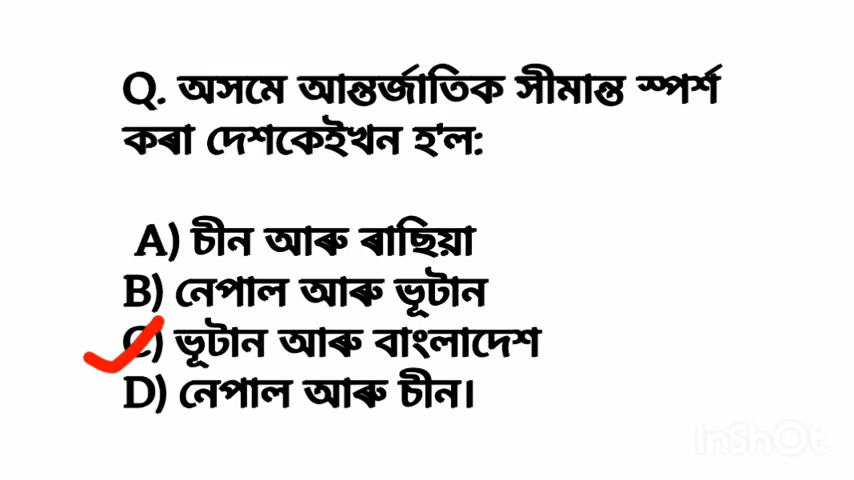 Q. অসমে আন্তৰ্জাতিক সীমান্ত স্পৰ্শ
কৰা দেশকেইখন হ'ল:
A) চীন আৰু ৰাছিয়া
B) নেপাল আৰু ভূটান
C) ভূটান আৰু বাংলাদেশ
D) নেপাল আৰু চীন।
InShOt